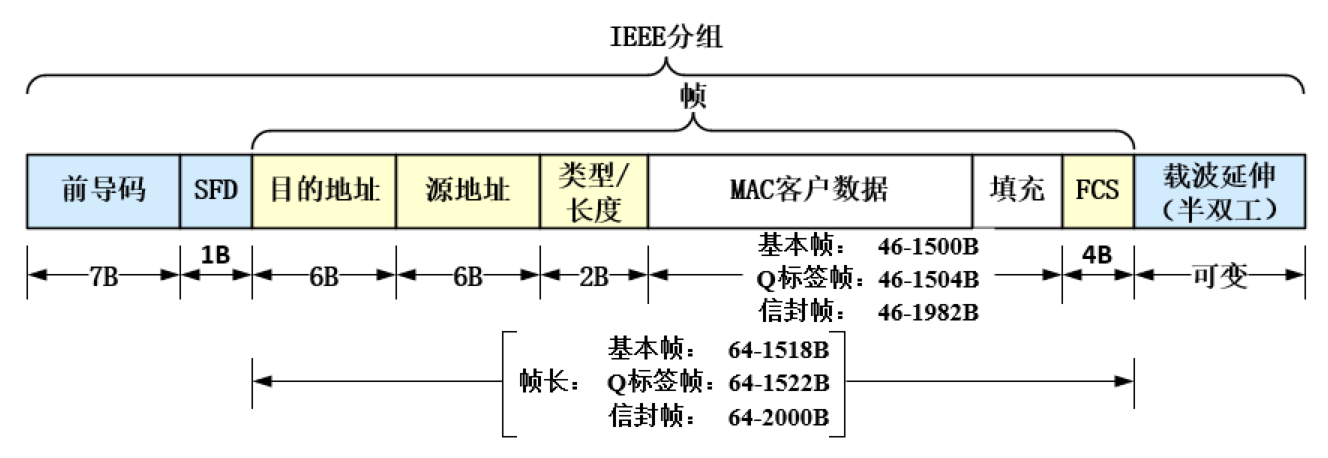 IEEE分组
帧
前导码 SFD 目的地址 源地址 类型/长度 MAC客户数据 填充 FCS 载波延伸(半双工)
7B 1B 6B 6B 2B 基本帧： 46-1500B 4B 可变
Q标签帧：46-1504B
信封帧： 46-1982B
基本帧： 64-1518B
帧长： Q标签帧：64-1522B
信封帧： 64-2000B